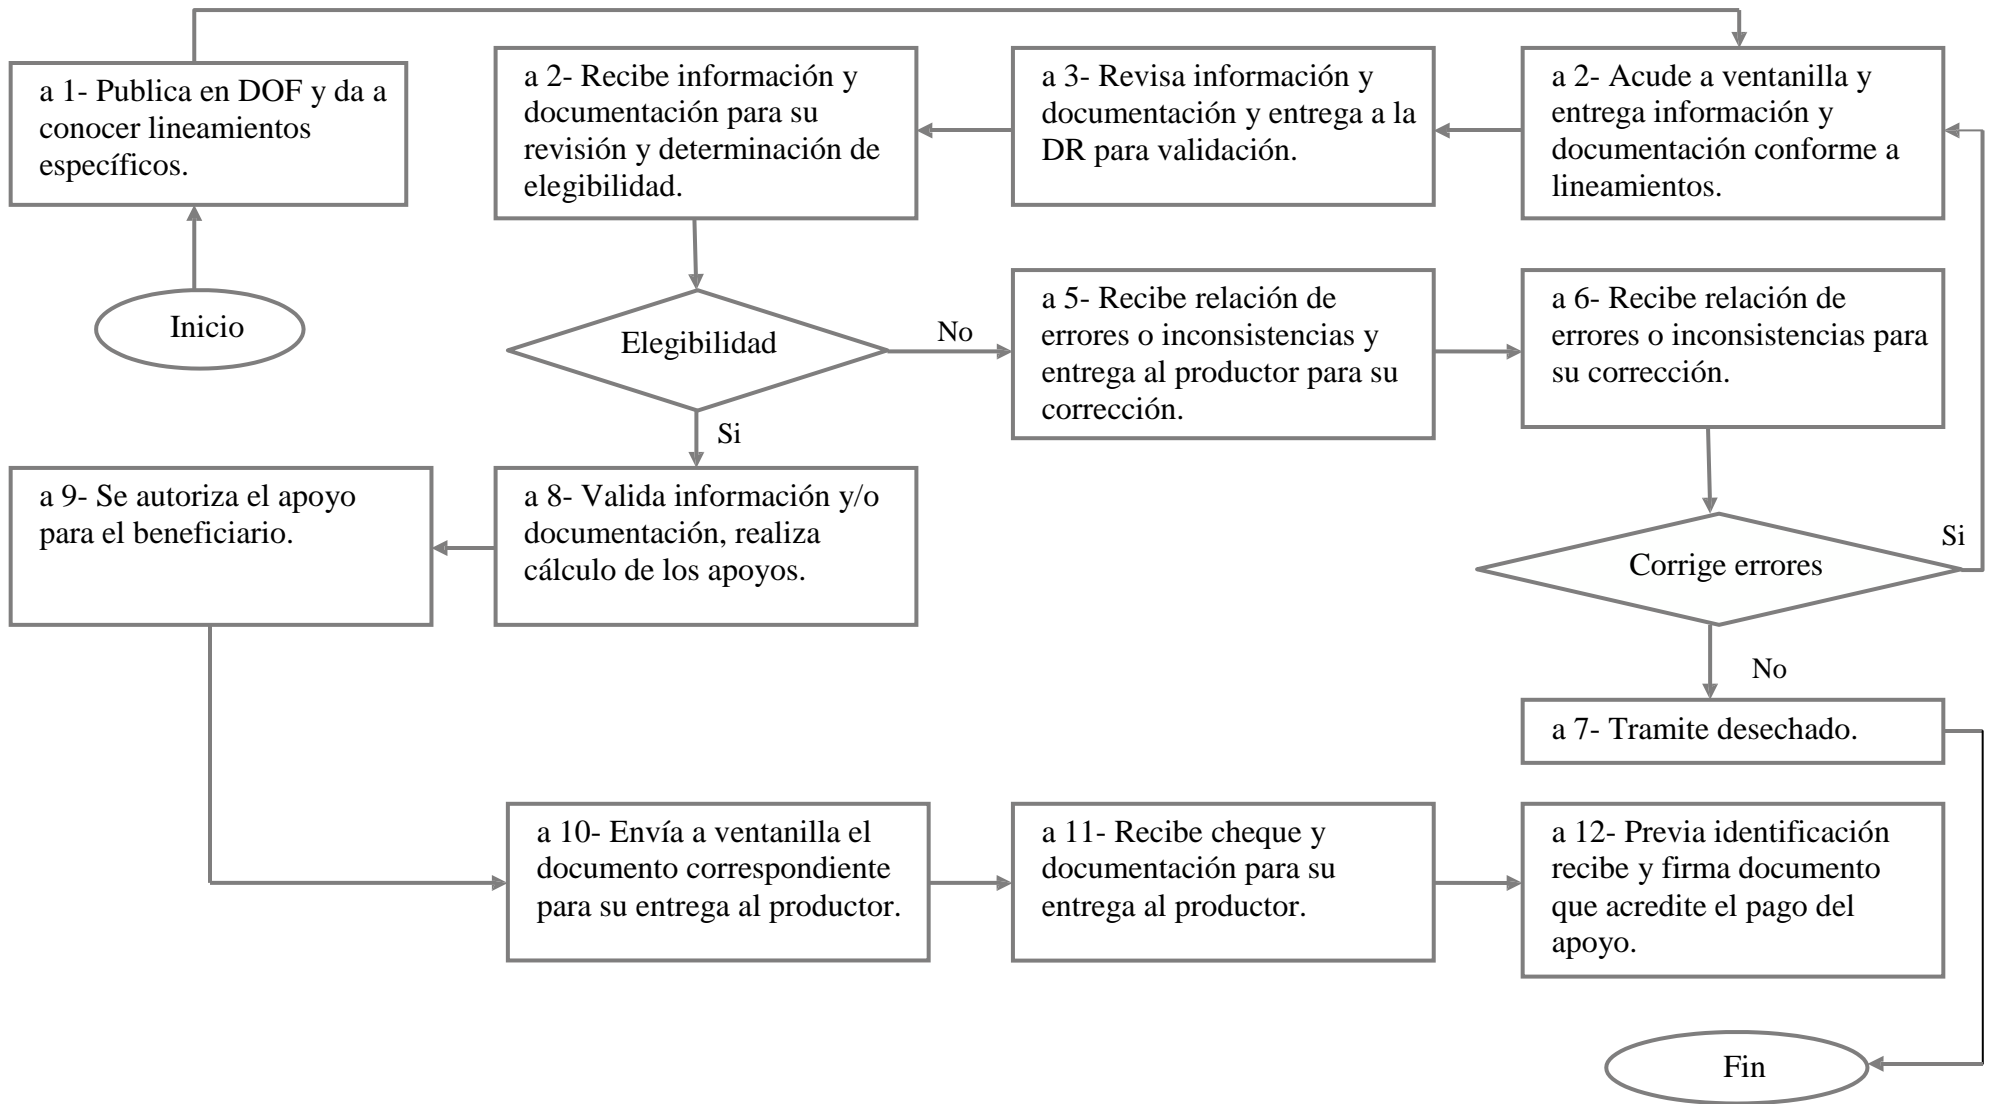 a 1- Publica en DOF y da a
conocer lineamientos
específicos.
a 2- Recibe información y
documentación para su
revisión y determinación de
elegibilidad.
a 3- Revisa información y
documentación y entrega a la
DR para validación.
a 2- Acude a ventanilla y
entrega información y
documentación conforme a
lineamientos.
Inicio
Elegibilidad
No
a 5- Recibe relación de
errores o inconsistencias y
entrega al productor para su
corrección.
a 6- Recibe relación de
errores o inconsistencias para
su corrección.
Si
a 9- Se autoriza el apoyo
para el beneficiario.
a 8- Valida información y/o
documentación, realiza
cálculo de los apoyos.
Corrige errores
Si
No
a 7- Tramite desechado.
a 10- Envía a ventanilla el
documento correspondiente
para su entrega al productor.
a 11- Recibe cheque y
documentación para su
entrega al productor.
a 12- Previa identificación
recibe y firma documento
que acredite el pago del
apoyo.
Fin